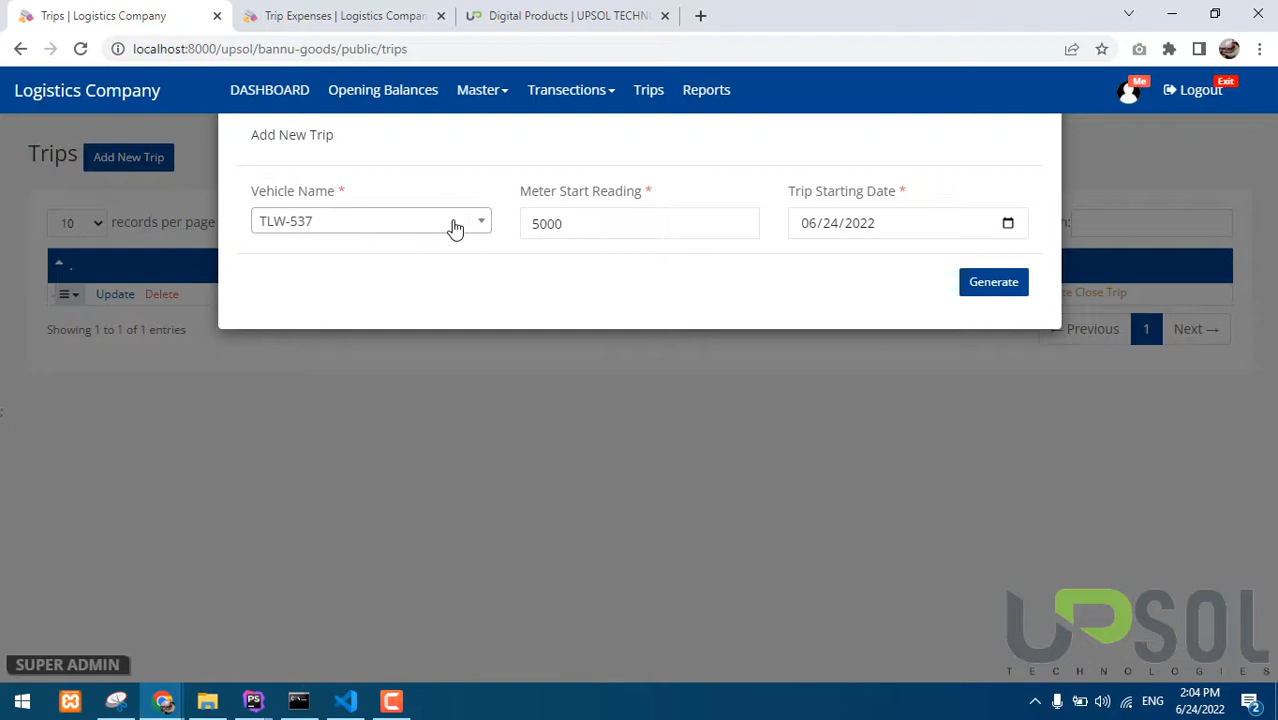 Trips | Logistics Company
Trip Expenses | Logistics Compan
Digital Products | UPSOL TECHN
localhost:8000/upsol/bannu-goods/public/trips
Logistics Company
DASHBOARD
Opening Balances
Master
Transactions
Trips
Reports
Me
Logout
Exit
Add New Trip
Trips
Add New Trip
Vehicle Name *
Meter Start Reading *
Trip Starting Date *
TLW-537
5000
06/24/2022
10
records per page
Generate
Update
Delete
Close Trip
Showing 1 to 1 of 1 entries
Previous
1
Next →
UPSOL
TECHNOLOGIES
SUPER ADMIN
PS
ENG
2:04 PM
6/24/2022
2